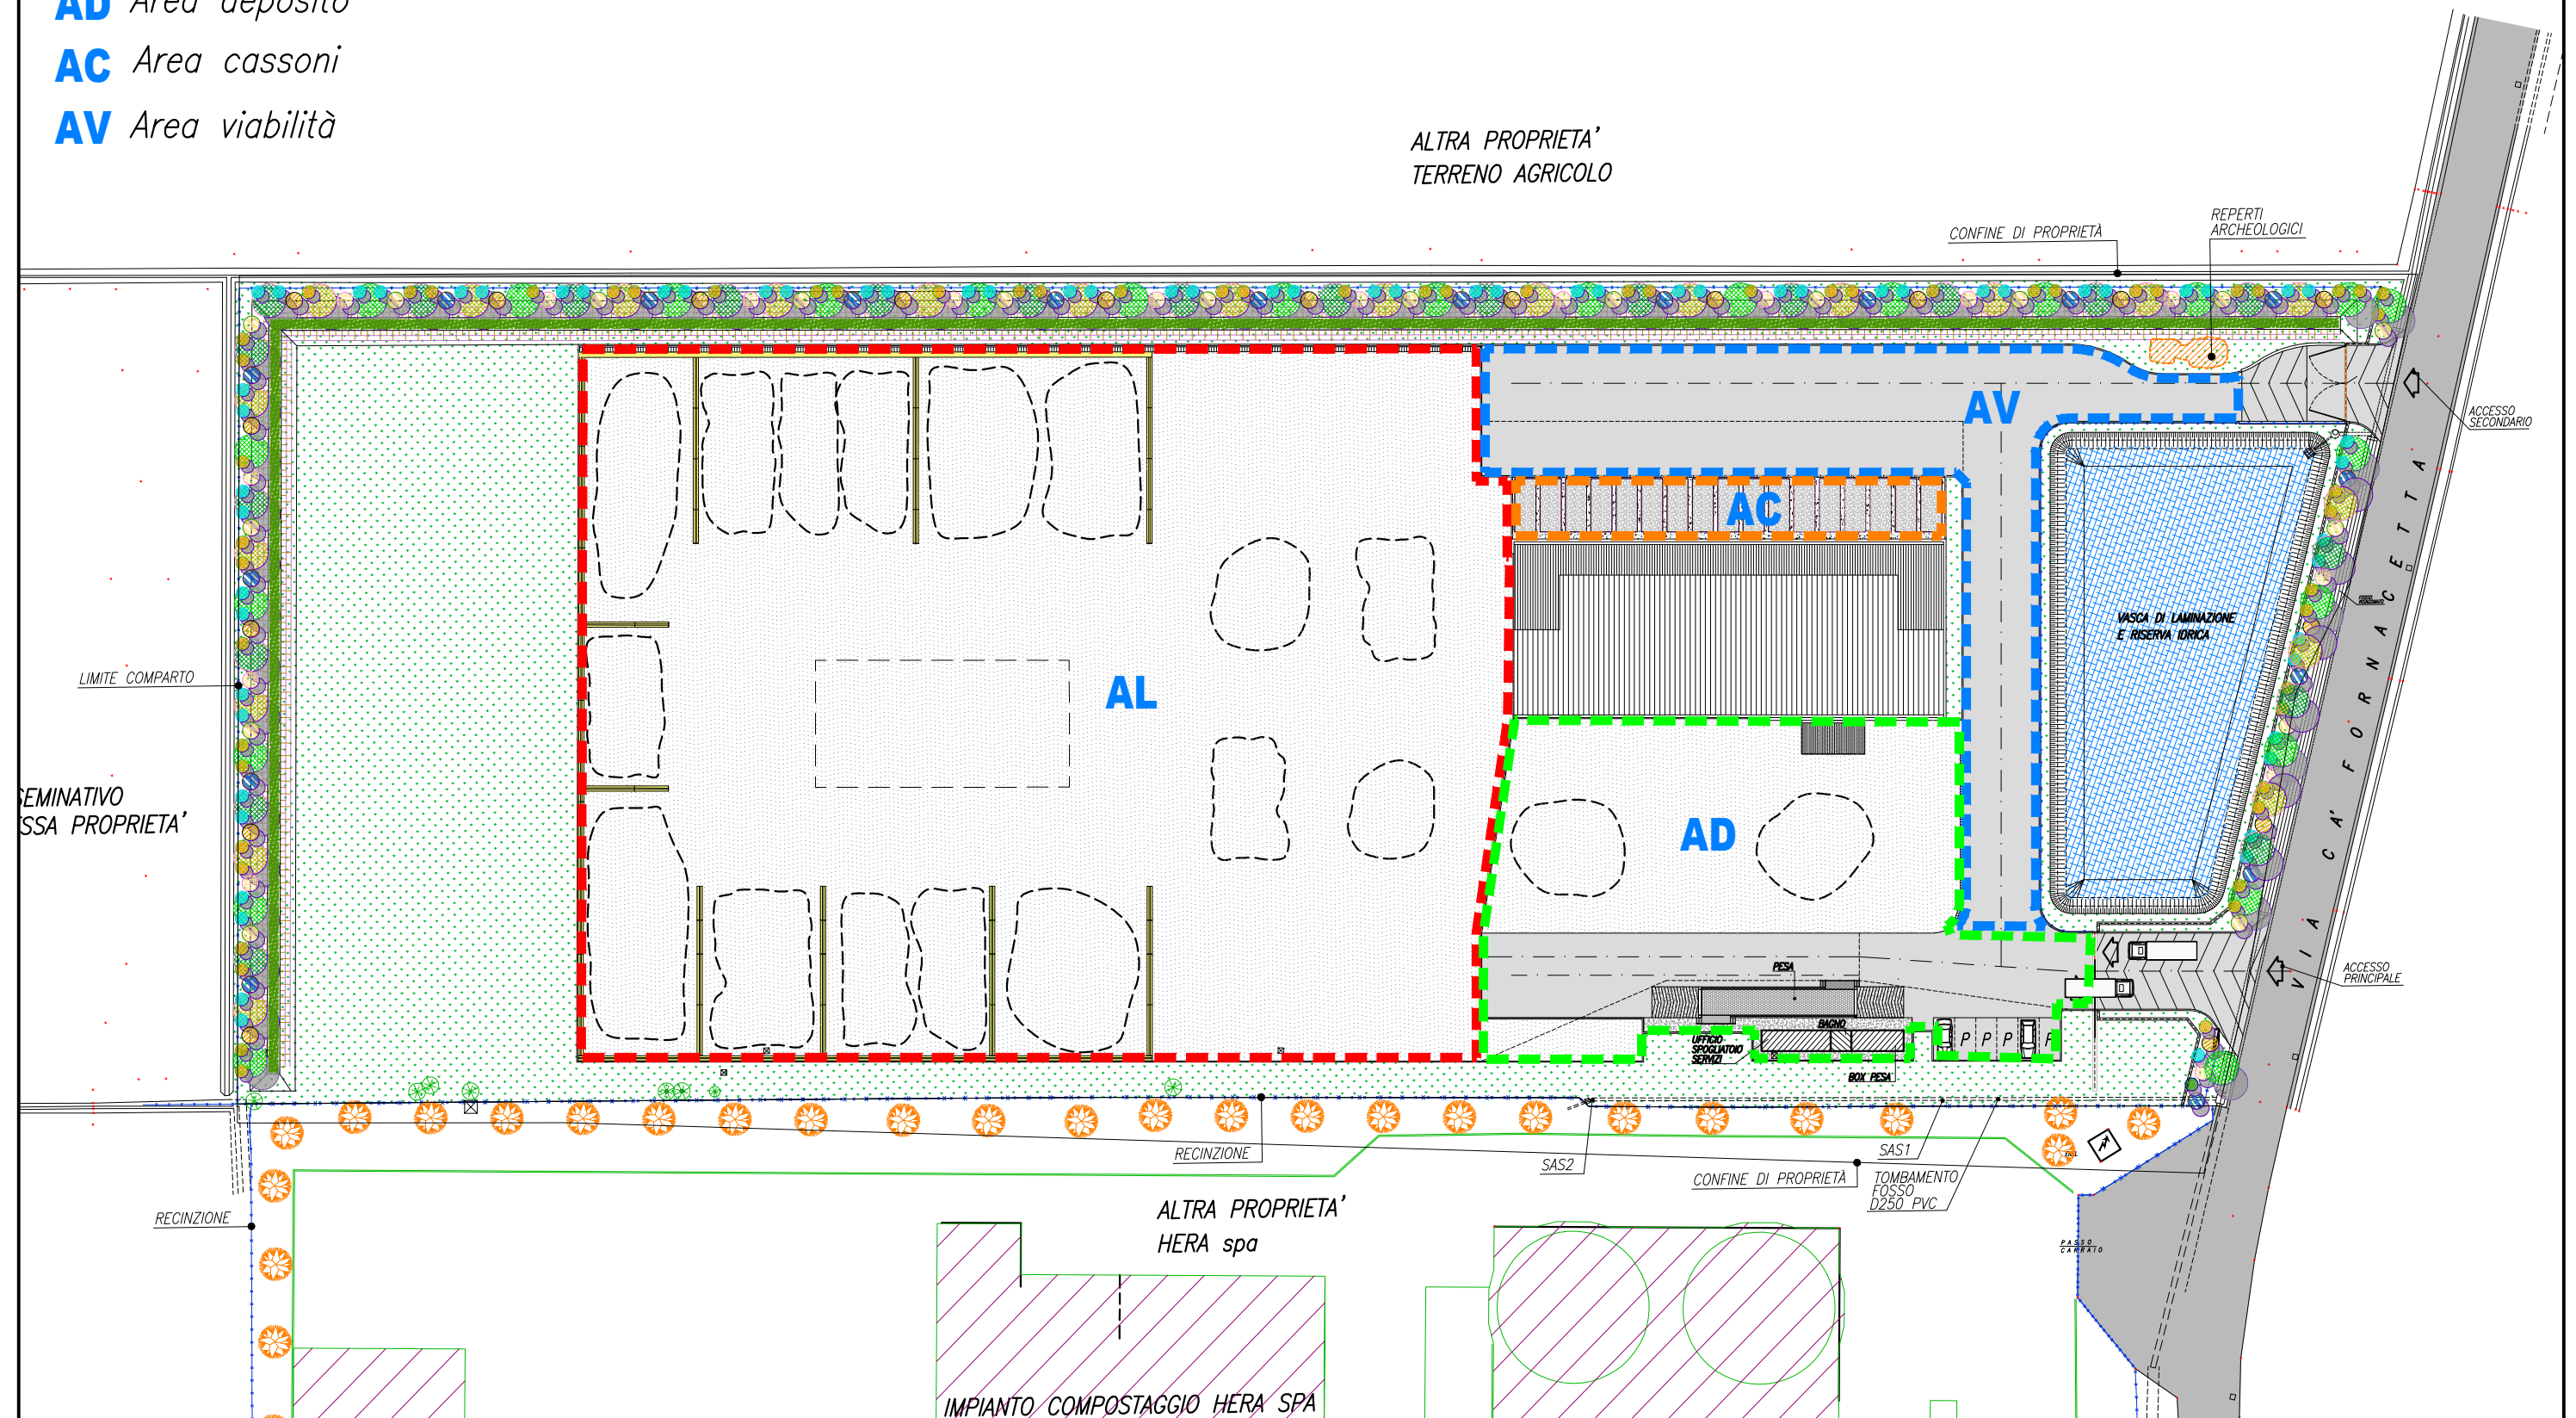 AD Area deposito
AC Area cassoni
AV Area viabilità
ALTRA PROPRIETA'
TERRENO AGRICOLO
CONFINE DI PROPRIETÀ
REPERTI
ARCHEOLOGICI
ACCESSO
SECONDARIO
AV
AC
VASCA DI LAMINAZIONE
E RISERVA IDRICA
VIA CA' FORNACETTA
LIMITE COMPARTO
AL
SEMINATIVO
SSA PROPRIETA'
AD
PESA
ACCESSO
PRINCIPALE
BAGNO
UFFICIO
SPOGLIATOIO
SERVIZI
BOX PESA
P P P P
RECINZIONE
SAS2
SAS1
CONFINE DI PROPRIETÀ
TOMBAMENTO
FOSSO
D250 PVC
RECINZIONE
ALTRA PROPRIETA'
HERA spa
PASSO
CARRAIO
IMPIANTO COMPOSTAGGIO HERA SPA